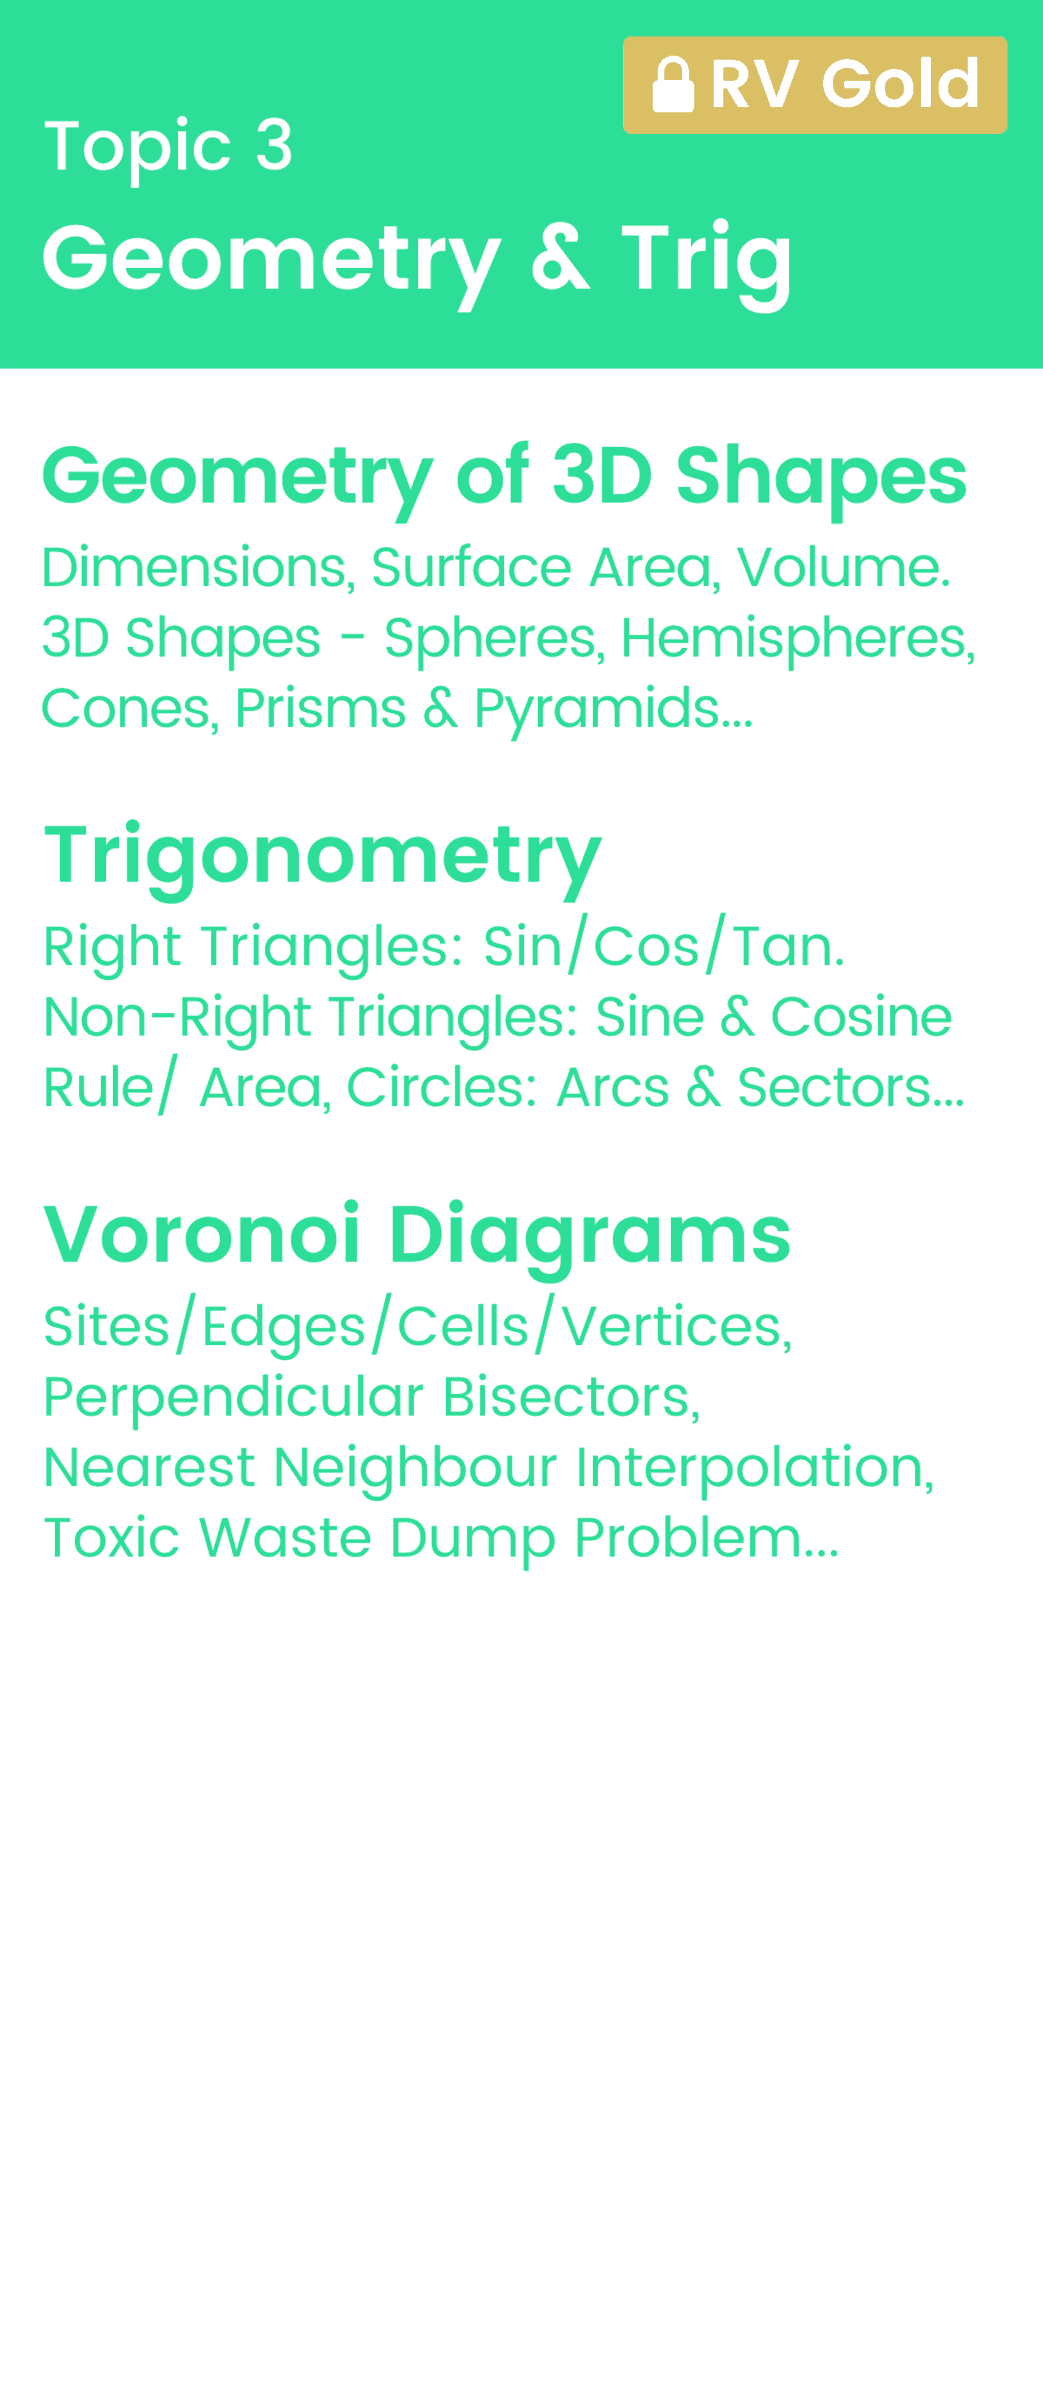 RV Gold
Topic 3
Geometry & Trig
Geometry of 3D Shapes
Dimensions, Surface Area, Volume.
3D Shapes - Spheres, Hemispheres,
Cones, Prisms & Pyramids...
Trigonometry
Right Triangles: Sin/Cos/Tan.
Non-Right Triangles: Sine & Cosine
Rule/ Area, Circles: Arcs & Sectors...
Voronoi Diagrams
Sites/Edges/Cells/Vertices,
Perpendicular Bisectors,
Nearest Neighbour Interpolation,
Toxic Waste Dump Problem...